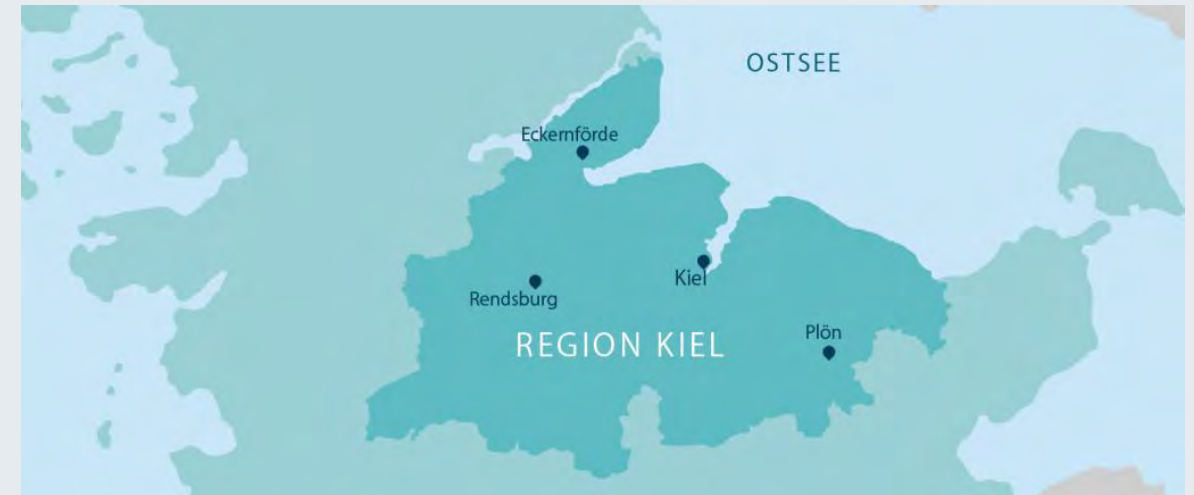 OSTSEE
Eckernförde
Kiel
Rendsburg
Plön
REGION KIEL